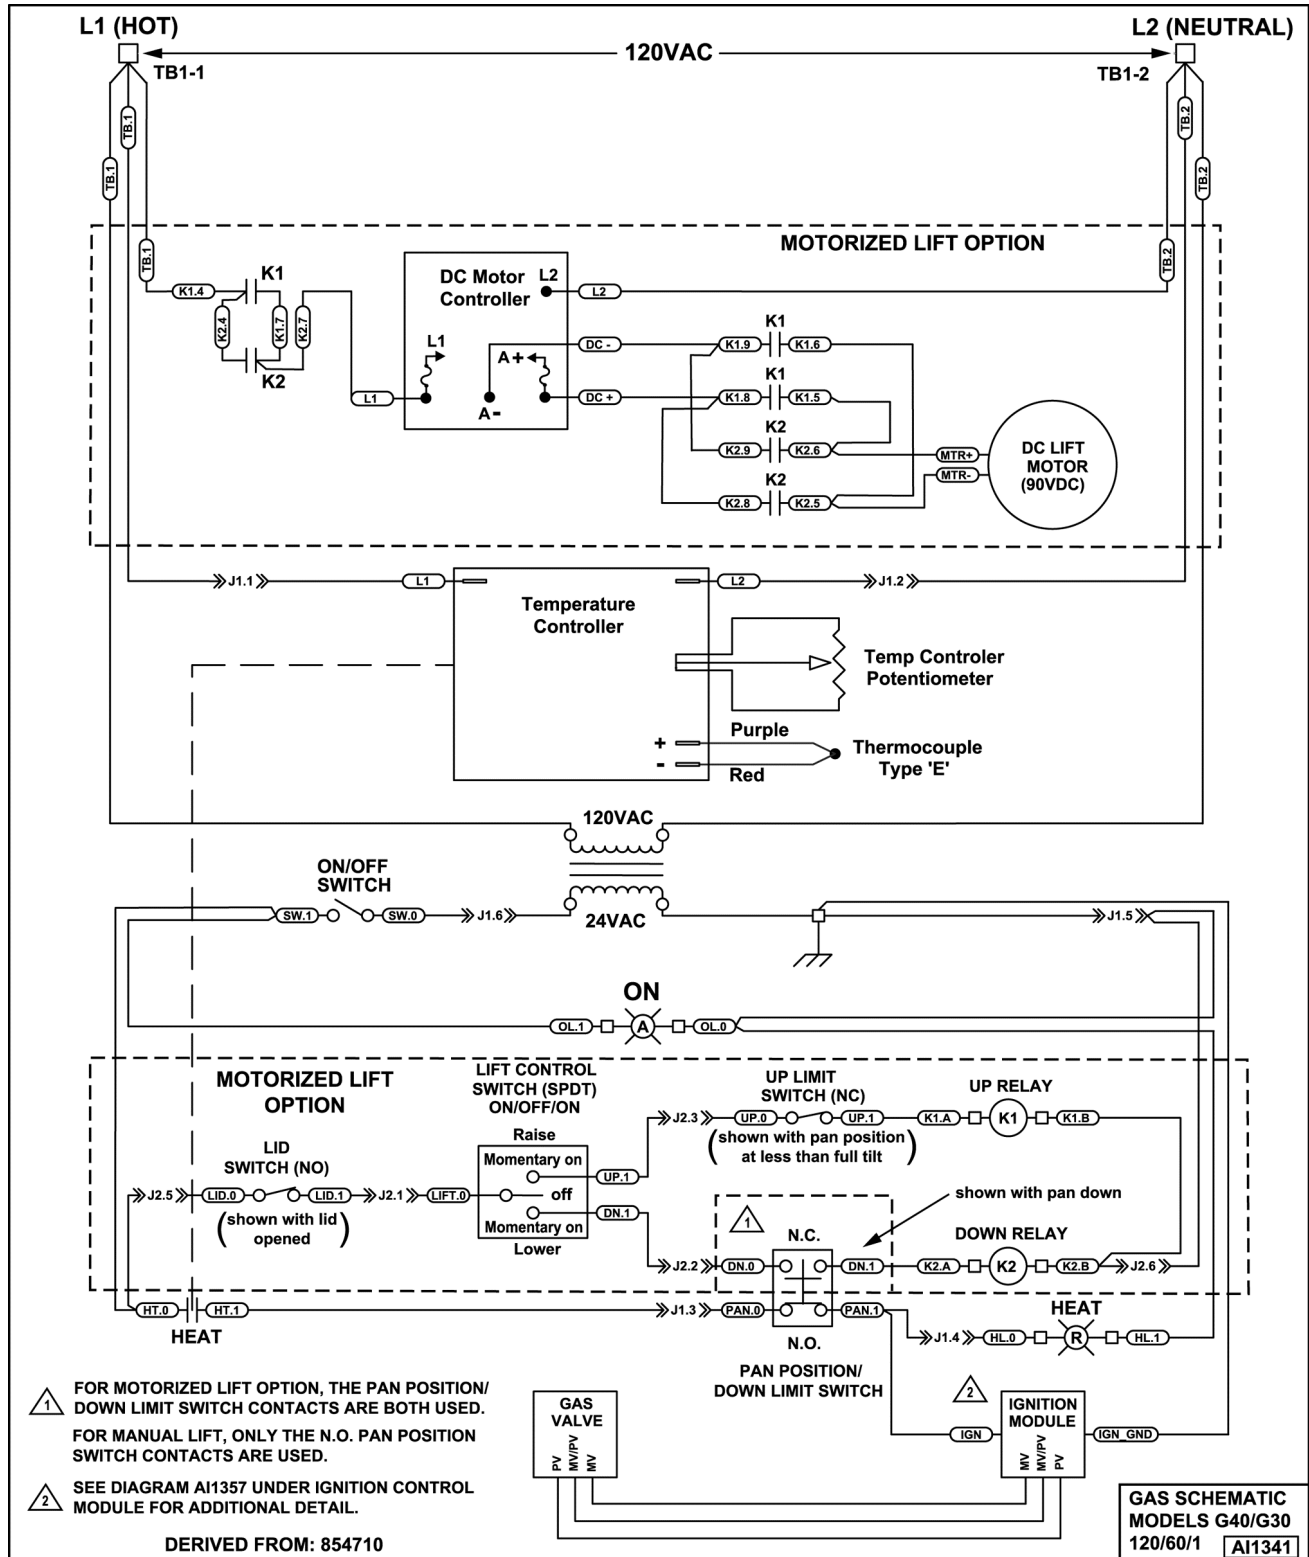 L1 (HOT)
L2 (NEUTRAL)
120VAC
TB1-1
TB1-2
TB.1
TB.2
TB.1
TB.2
MOTORIZED LIFT OPTION
TB.1
TB.2
K1
DC Motor
Controller
L2
K1.4
L2
K2.4
K1.7
K2.7
K1
L1
DC -
K1.9
K1.6
A+
K1
K2
L1
DC +
K1.8
K1.5
A-
K2
K2.9
K2.6
MTR+
MTR-
DC LIFT
MOTOR
(90VDC)
K2
K2.8
K2.5
J1.1
L1
L2
J1.2
Temperature
Controller
Temp Controler
Potentiometer
+
Purple
-
Red
Thermocouple
Type 'E'
120VAC
ON/OFF
SWITCH
SW.1
SW.0
J1.6
24VAC
J1.5
ON
OL.1
A
OL.0
MOTORIZED LIFT
OPTION
LIFT CONTROL
SWITCH (SPDT)
ON/OFF/ON
UP LIMIT
SWITCH (NC)
UP RELAY
J2.3
UP.0
UP.1
K1.A
K1
K1.B
(shown with pan position
at less than full tilt)
LID
SWITCH (NO)
Raise
Momentary on
UP.1
J2.5
LID.0
LID.1
J2.1
LIFT.0
off
(shown with lid
opened)
DN.1
Momentary on
Lower
shown with pan down
1
N.C.
DOWN RELAY
J2.2
DN.0
DN.1
K2.A
K2
K2.B
J2.6
HT.0
HT.1
HEAT
J1.3
PAN.0
PAN.1
N.O.
HEAT
J1.4
HL.0
R
HL.1
PAN POSITION/
DOWN LIMIT SWITCH
1
FOR MOTORIZED LIFT OPTION, THE PAN POSITION/
DOWN LIMIT SWITCH CONTACTS ARE BOTH USED.
FOR MANUAL LIFT, ONLY THE N.O. PAN POSITION
SWITCH CONTACTS ARE USED.
2
SEE DIAGRAM AI1357 UNDER IGNITION CONTROL
MODULE FOR ADDITIONAL DETAIL.
DERIVED FROM: 854710
GAS
VALVE
PV
MV/PV
MV
2
IGNITION
MODULE
IGN
IGN_GND
MV
MV/PV
PV
GAS SCHEMATIC
MODELS G40/G30
120/60/1
AI1341